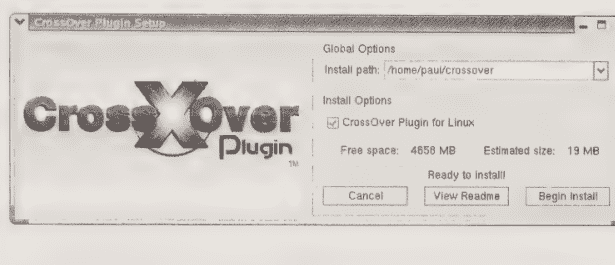 CrossOver Plugin Setup
Global Options
Install path: /home/paul/crossover
Install Options
CrossOver Plugin for Linux
Free space: 4858 MB Estimated size: 19 MB
Ready to install!
Cancel View Readme Begin Install
CrossOver
Plugin
TM